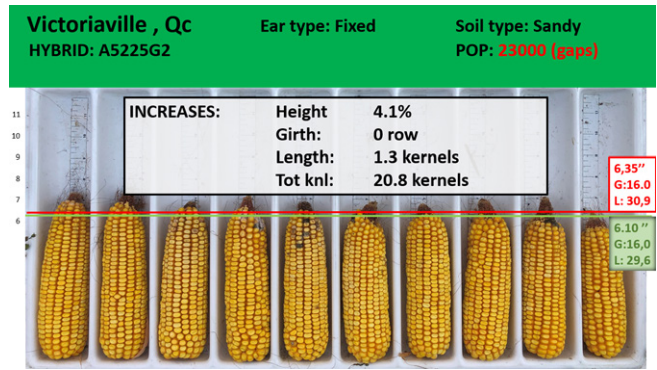 Victoriaville , Qc Ear type: Fixed Soil type: Sandy
HYBRID: A5225G2 POP: 23000 (gaps)
INCREASES: Height 4.1%
Girth: 0 row
Length: 1.3 kernels
Tot knl: 20.8 kernels
11
10
9
8
7
6
6,35’’
G:16.0
L: 30,9
6.10 ’’
G:16,0
L: 29,6